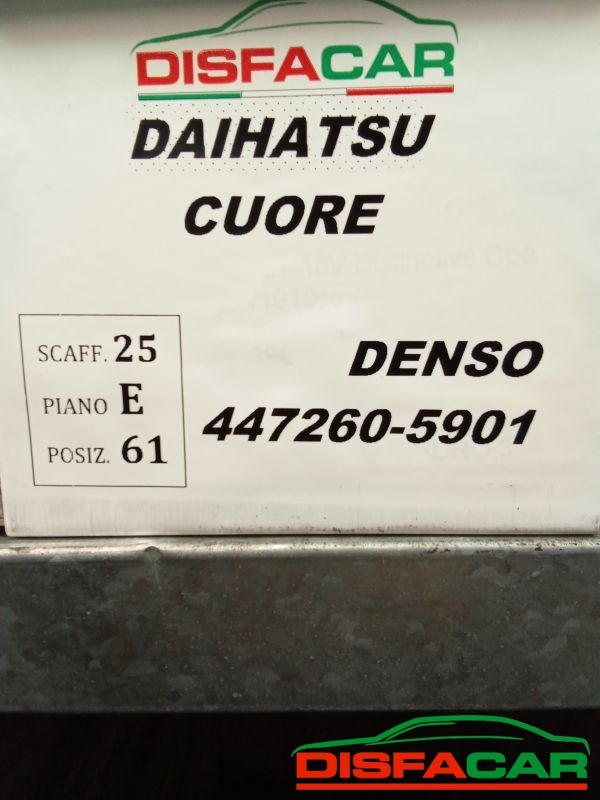 DISFACAR
DAIHATSU
CUORE
DENSO
447260-5901
SCAFF. 25
PIANO E
POSIZ. 61
DISFACAR